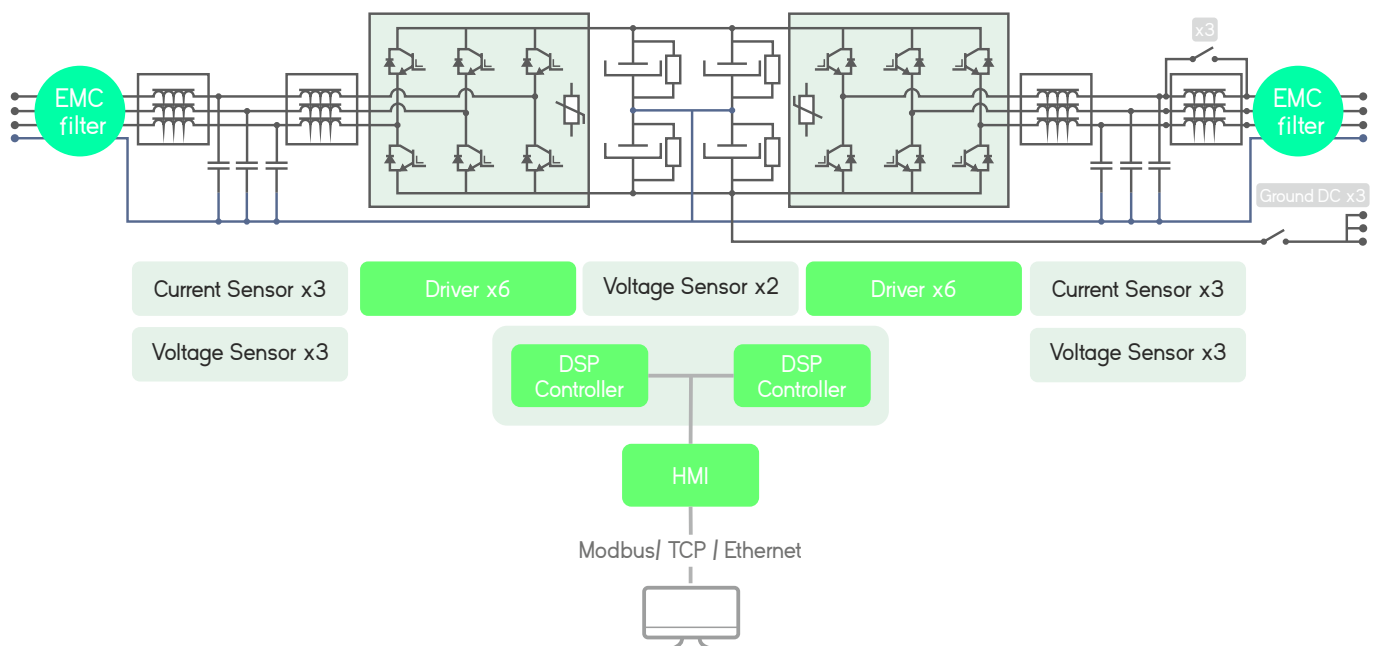 x3
EMC
filter
EMC
filter
Ground DC x3
Current Sensor x3
Driver x6
Voltage Sensor x2
Driver x6
Current Sensor x3
Voltage Sensor x3
Voltage Sensor x3
DSP
Controller
DSP
Controller
HMI
Modbus/ TCP / Ethernet